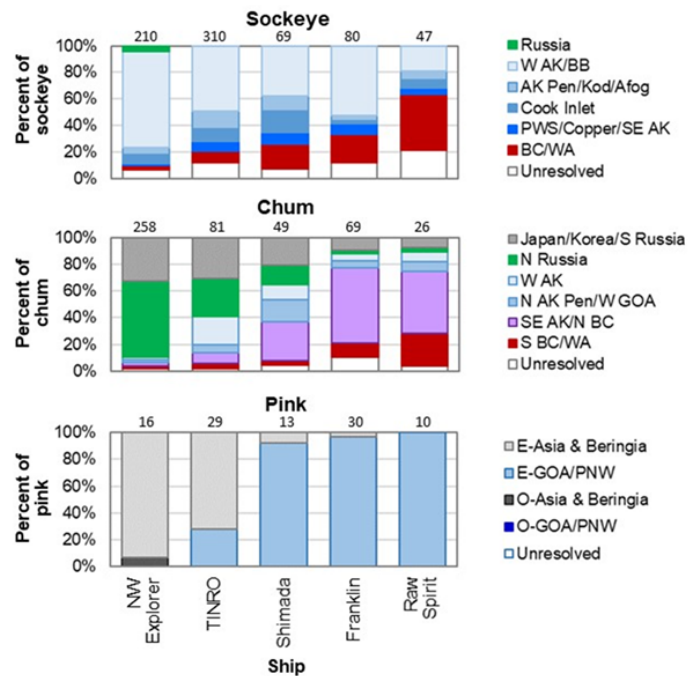 Sockeye
210 310 69 80 47
Percent of
sockeye
100%
80%
60%
40%
20%
0%
Russia
W AK/BB
AK Pen/Kod/Afog
Cook Inlet
PWS/Copper/SE AK
BC/WA
Unresolved
Chum
258 81 49 69 26
Percent of
chum
100%
80%
60%
40%
20%
0%
Japan/Korea/S Russia
N Russia
W AK
N AK Pen/W GOA
SE AK/N BC
S BC/WA
Unresolved
Pink
16 29 13 30 10
Percent of
pink
100%
80%
60%
40%
20%
0%
E-Asia & Beringia
E-GOA/PNW
O-Asia & Beringia
O-GOA/PNW
Unresolved
NW
Explorer
TINRO
Shimada
Franklin
Raw
Spirit
Ship